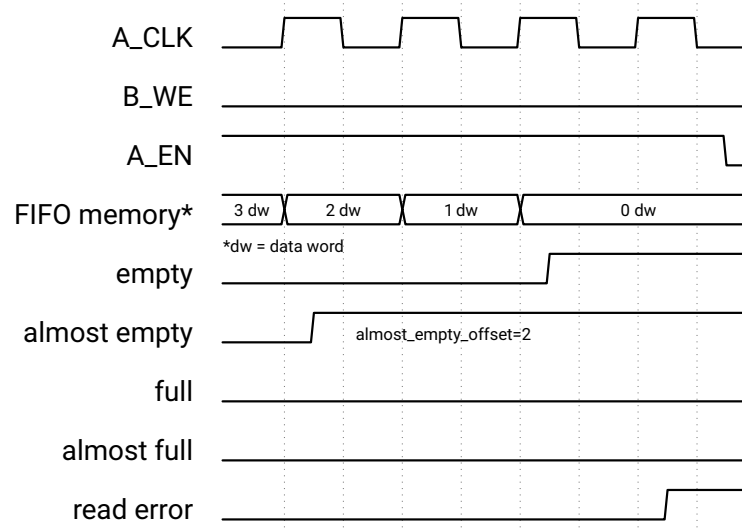 A_CLK
B_WE
A_EN
FIFO memory* 3 dw 2 dw 1 dw 0 dw
*dw = data word
empty
almost empty almost_empty_offset=2
full
almost full
read error